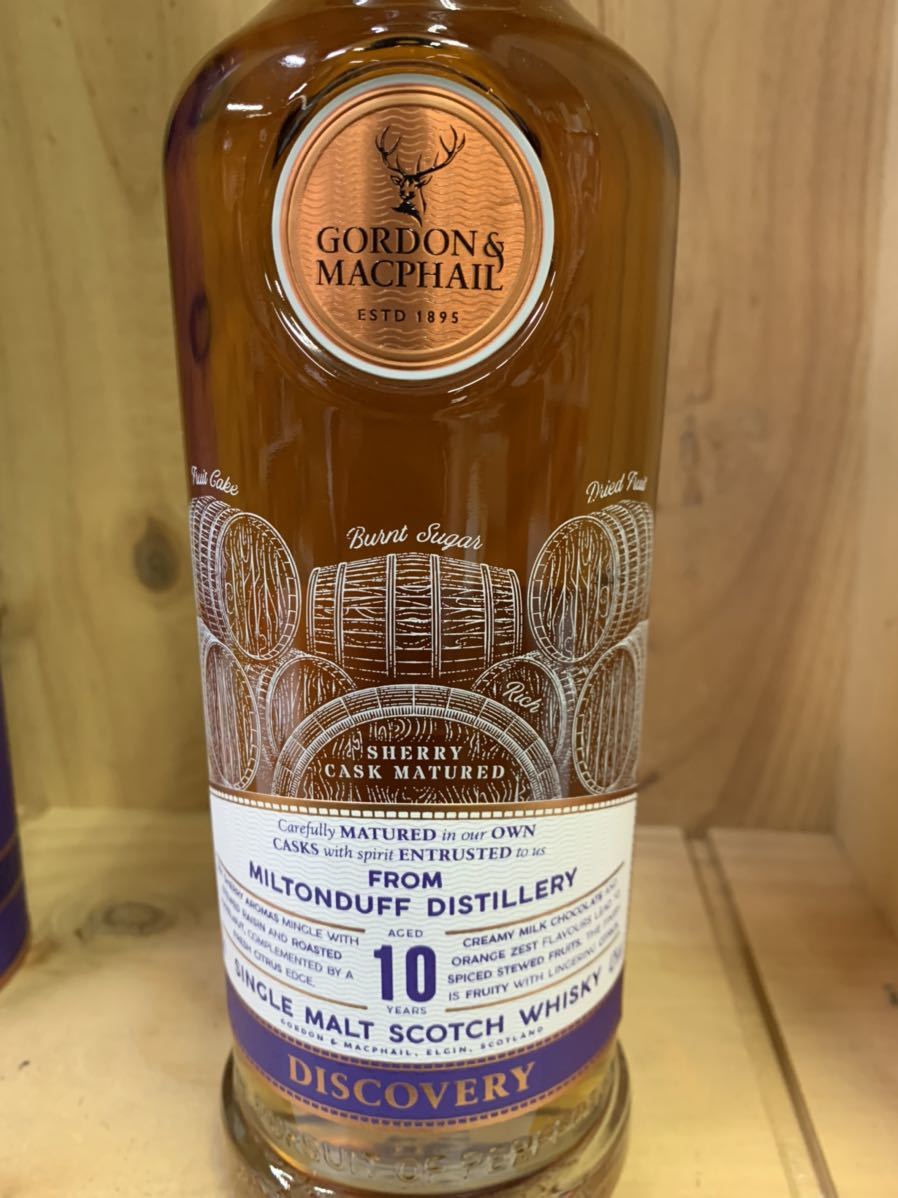 GORDON &
MACPHAIL
ESTD 1895
Fruit Cake
Burnt Sugar
Dried Fruit
Rich
SHERRY
CASK MATURED
Carefully MATURED in our OWN
CASKS with spirit ENTRUSTED to us
FROM
MILTONDUFF DISTILLERY
SHERRY AROMAS MINGLE WITH
RAISIN AND ROASTED
COMPLEMENTED BY A
FRESH CITRUS EDGE.
AGED
10
YEARS
CREAMY MILK CHOCOLATE AND
ORANGE ZEST FLAVOURS LEAD TO
SPICED STEWED FRUITS. THE FINISH
IS FRUITY WITH LINGERING CITRUS.
SINGLE MALT SCOTCH WHISKY
GORDON & MACPHAIL, ELGIN, SCOTLAND
DISCOVERY